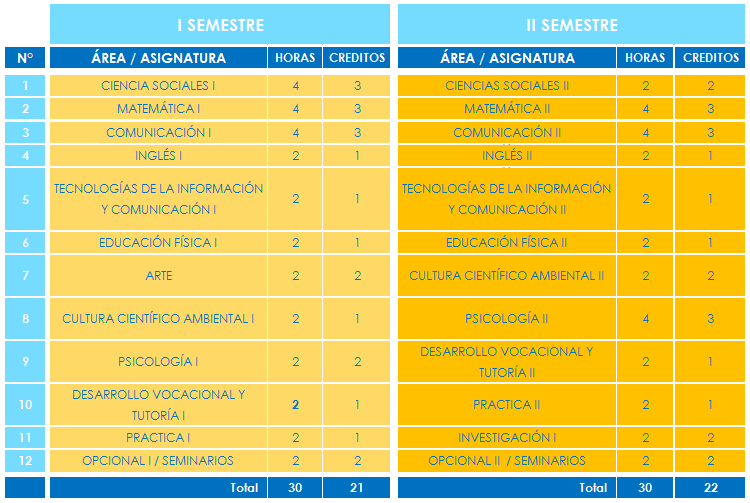 I SEMESTRE II SEMESTRE
N° ÁREA / ASIGNATURA HORAS CREDITOS ÁREA / ASIGNATURA HORAS CREDITOS
1 CIENCIA SOCIALES I 4 3 CIENCIAS SOCIALES II 2 2
2 MATEMÁTICA I 4 3 MATEMÁTICA II 4 3
3 COMUNICACIÓN I 4 3 COMUNICACIÓN II 4 3
4 INGLÉS I 2 1 INGLÉS II 2 1
5 TECNOLOGÍAS DE LA INFORMACIÓN
Y COMUNICACIÓN I 2 1 TECNOLOGÍAS DE LA INFORMACIÓN
Y COMUNICACIÓN II 2 1
6 EDUCACIÓN FÍSICA I 2 1 EDUCACIÓN FÍSICA II 2 1
7 ARTE 2 2 CULTURA CIENTÍFICO AMBIENTAL II 2 2
8 CULTURA CIENTÍFICO AMBIENTAL I 2 1 PSICOLOGÍA II 4 3
9 PSICOLOGÍA I 2 2 DESARROLLO VOCACIONAL Y
TUTORÍA II 2 1
10 DESARROLLO VOCACIONAL Y
TUTORÍA I 2 1 PRACTICA II 2 1
11 PRACTICA I 2 1 INVESTIGACIÓN I 2 2
12 OPCIONAL I / SEMINARIOS 2 2 OPCIONAL II / SEMINARIOS 2 2
Total 30 21 Total 30 22